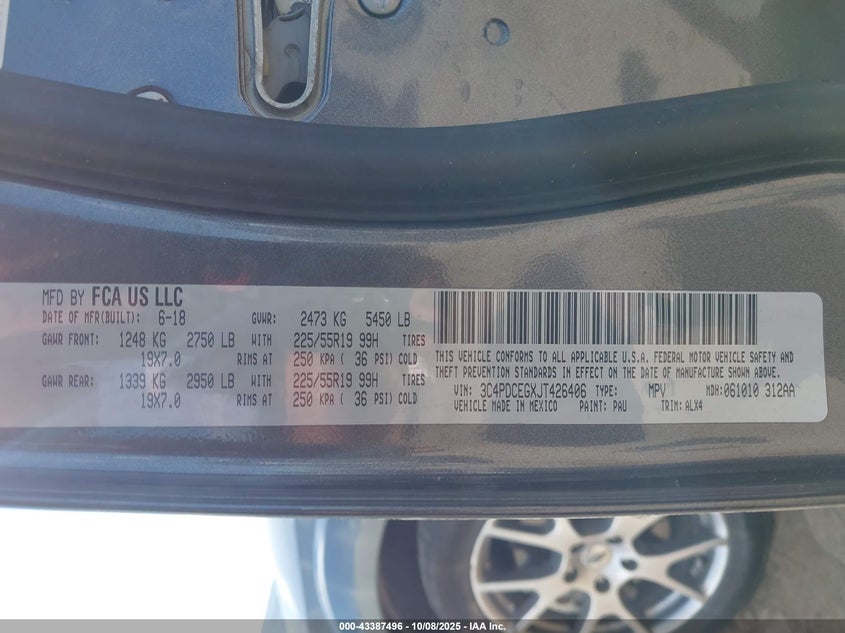 MFD BY FCA US LLC
DATE OF MFR(BUILT): 6-18 GVWR: 2473 KG 5450 LB
GAWR FRONT: 1248 KG 2750 LB WITH 225/55R19 99H TIRES
19X7.0 RIMS AT 250 KPA ( 36 PSI) COLD
GAWR REAR: 1339 KG 2950 LB WITH 225/55R19 99H TIRES
19X7.0 RIMS AT 250 KPA ( 36 PSI) COLD
THIS VEHICLE CONFORMS TO ALL APPLICABLE U.S.A. FEDERAL MOTOR VEHICLE SAFETY AND
THEFT PREVENTION STANDARDS IN EFFECT ON THE DATE OF MANUFACTURE SHOWN ABOVE.
VIN: 3C4PDCEGXJT426406 TYPE: MPV MDH:061010 312AA
VEHICLE MADE IN MEXICO PAINT: PAU TRIM: ALX4
000-43387496 - 10/08/2025 - IAA Inc.